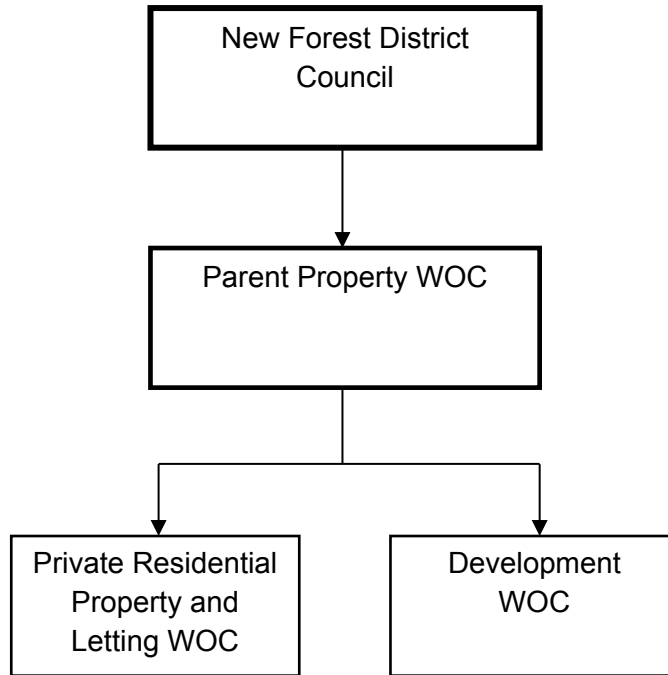 New Forest District
Council
Parent Property WOC
Private Residential
Property and
Letting WOC
Development
WOC